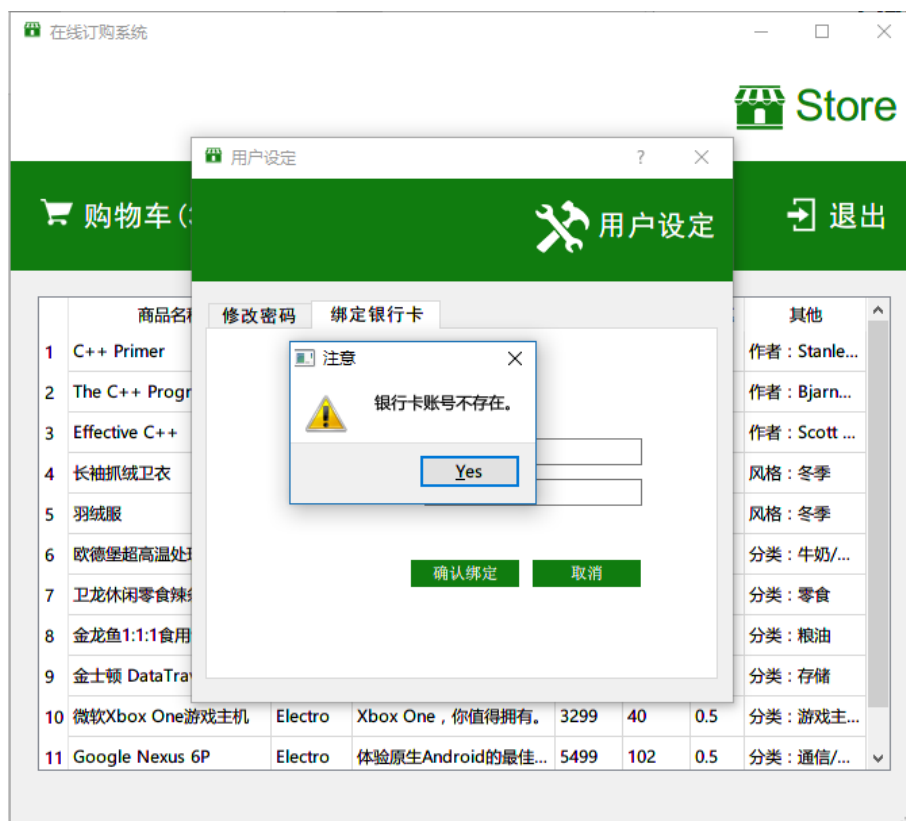 在线订购系统
Store
用户设定
?
购物车(
用户设定
退出
修改密码 绑定银行卡
商品名 其他
注意
银行卡账号不存在。
Yes
确认绑定 取消
1 C++ Primer 作者：Stanle...
2 The C++ Progr 作者：Bjarn...
3 Effective C++ 作者：Scott ...
4 长袖抓绒卫衣 风格：冬季
5 羽绒服 风格：冬季
6 欧德堡超高温处 分类：牛奶/...
7 卫龙休闲零食辣 分类：零食
8 金龙鱼1:1:1食用 分类：粮油
9 金士顿 DataTra 分类：存储
10 微软Xbox One游戏主机 Electro Xbox One，你值得拥有。 3299 40 0.5 分类：游戏主...
11 Google Nexus 6P Electro 体验原生Android的最佳... 5499 102 0.5 分类：通信/...